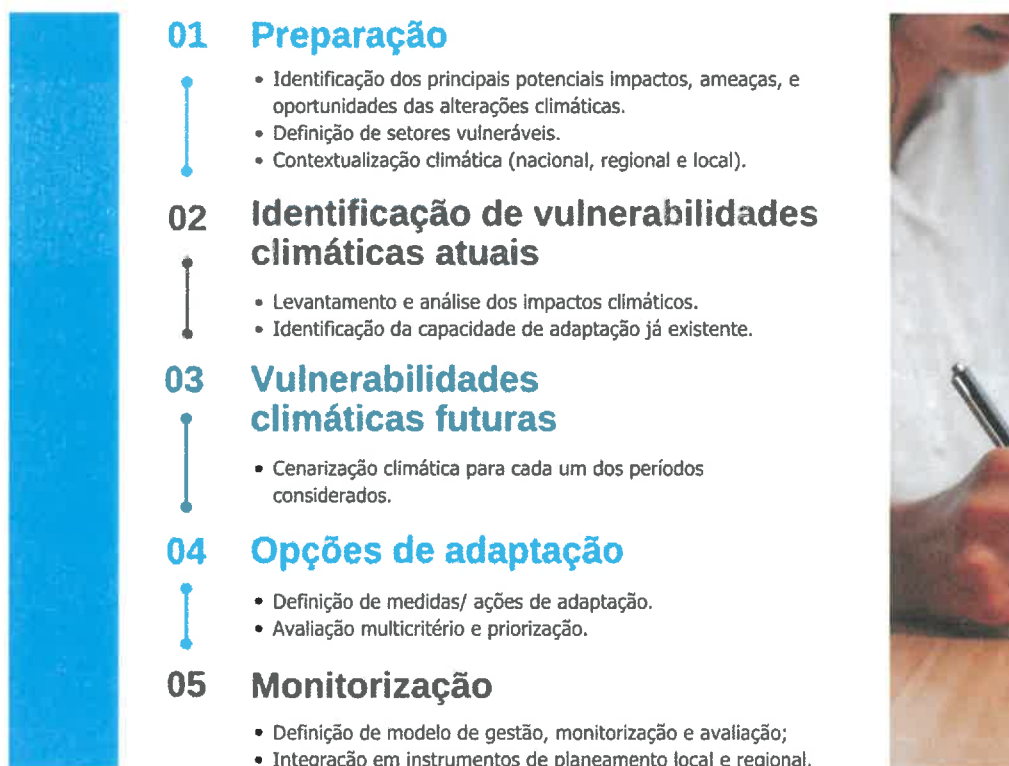 01 Preparação
• Identificação dos principais potenciais impactos, ameaças, e
oportunidades das alterações climáticas.
• Definição de setores vulneráveis.
• Contextualização climática (nacional, regional e local).
02 Identificação de vulnerabilidades
climáticas atuais
• Levantamento e análise dos impactos climáticos.
• Identificação da capacidade de adaptação já existente.
03 Vulnerabilidades
climáticas futuras
• Cenarização climática para cada um dos períodos
considerados.
04 Opções de adaptação
• Definição de medidas/ ações de adaptação.
• Avaliação multicritério e priorização.
05 Monitorização
• Definição de modelo de gestão, monitorização e avaliação;
• Integração em instrumentos de planeamento local e regional.